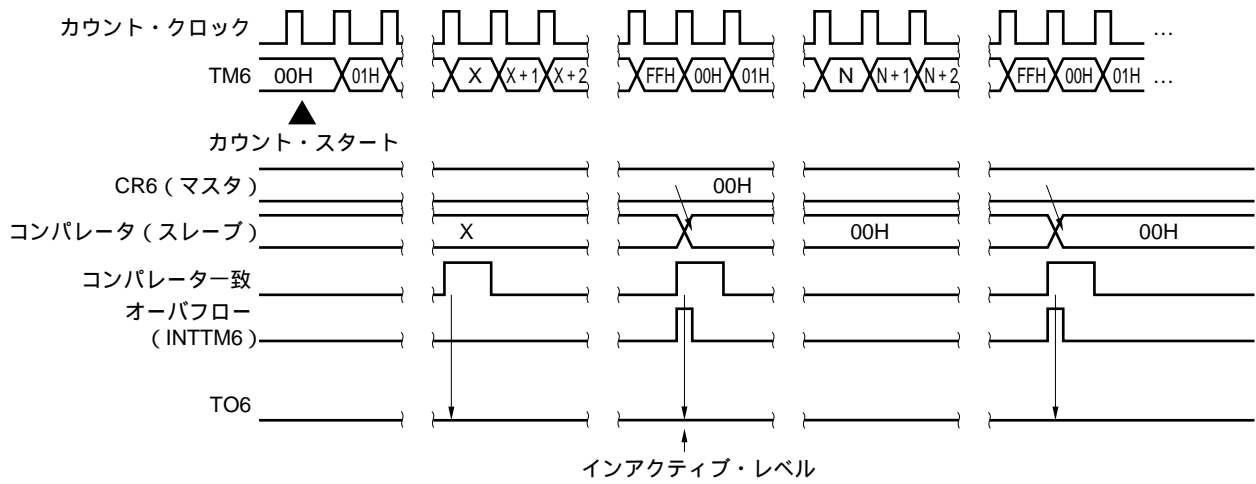 カウント・クロック …
TM6 00H 01H X X+1 X+2 FFH 00H 01H N N+1 N+2 FFH 00H 01H …
カウント・スタート
CR6（マスタ） 00H
コンパレータ（スレーブ） X 00H 00H
コンパレータ一致
オーバフロー
（INTTM6）
TO6
インアクティブ・レベル